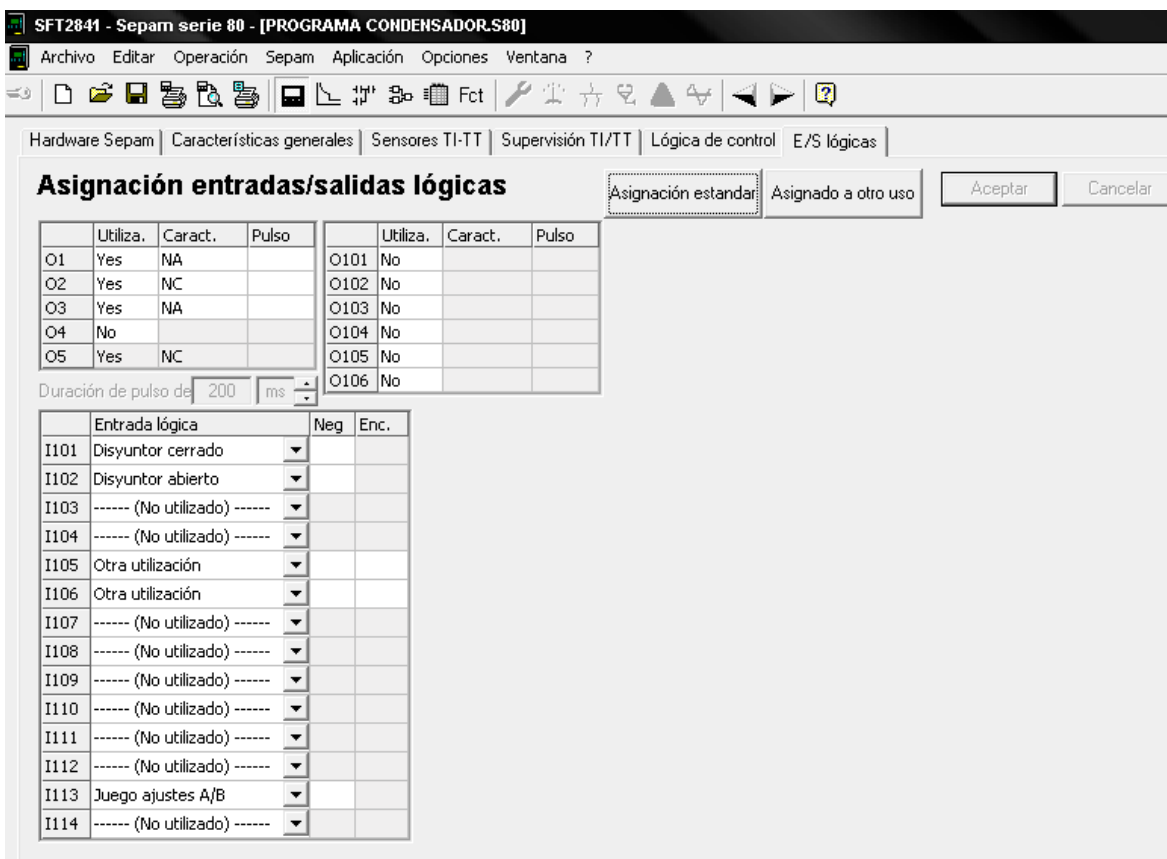 SFT2841 - Sepam serie 80 - [PROGRAMA CONDENSADOR.S80]
Archivo Editar Operación Sepam Aplicación Opciones Ventana ?
Fct
Hardware Sepam Características generales Sensores TI-TT Supervisión TI/TT Lógica de control E/S lógicas
Asignación entradas/salidas lógicas
Asignación estandar Asignado a otro uso Aceptar Cancelar
Utiliza. Caract. Pulso
O1 Yes NA
O2 Yes NC
O3 Yes NA
O4 No
O5 Yes NC
Utiliza. Caract. Pulso
O101 No
O102 No
O103 No
O104 No
O105 No
O106 No
Duración de pulso de 200 ms
Entrada lógica Neg Enc.
I101 Disyuntor cerrado
I102 Disyuntor abierto
I103 ------ (No utilizado) ------
I104 ------ (No utilizado) ------
I105 Otra utilización
I106 Otra utilización
I107 ------ (No utilizado) ------
I108 ------ (No utilizado) ------
I109 ------ (No utilizado) ------
I110 ------ (No utilizado) ------
I111 ------ (No utilizado) ------
I112 ------ (No utilizado) ------
I113 Juego ajustes A/B
I114 ------ (No utilizado) ------